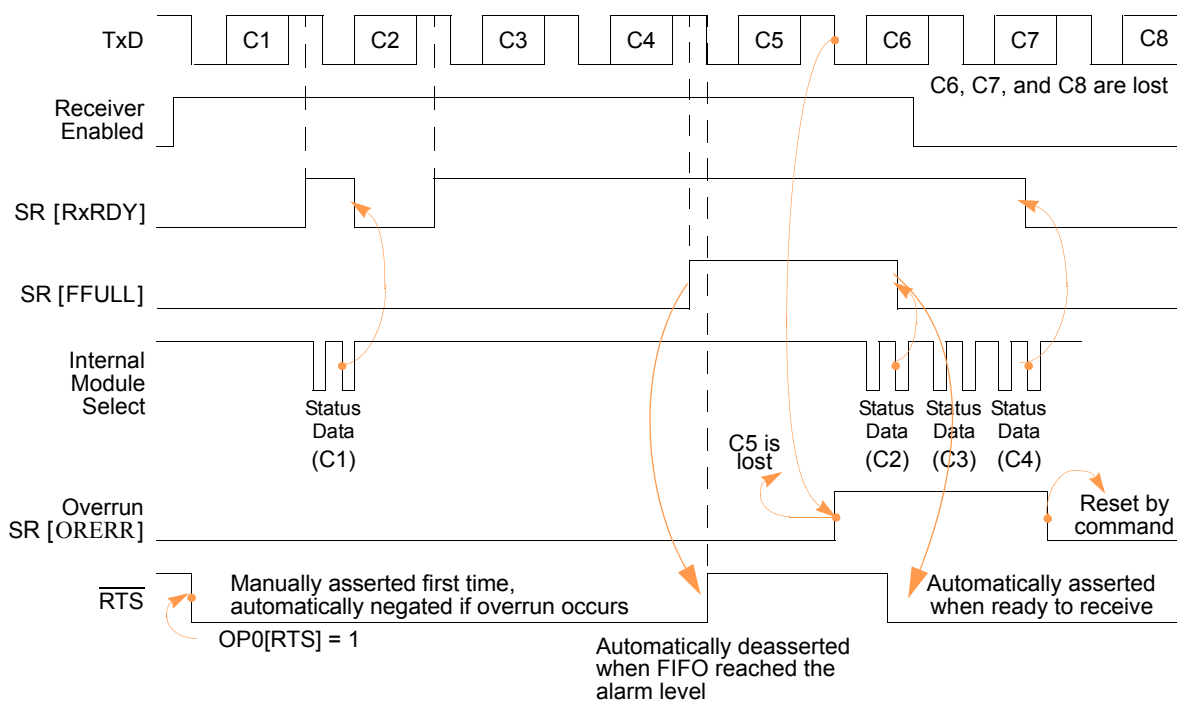 TxD
C1
C2
C3
C4
C5
C6
C7
C8
C6, C7, and C8 are lost
Receiver
Enabled
SR [RxRDY]
SR [FFULL]
Internal
Module
Select
Status
Data
(C1)
Status
Data
(C2)
Status
Data
(C3)
Status
Data
(C4)
C5 is
lost
Overrun
SR [ORERR]
Reset by
command
RTS
Manually asserted first time,
automatically negated if overrun occurs
OP0[RTS] = 1
Automatically asserted
when ready to receive
Automatically deasserted
when FIFO reached the
alarm level